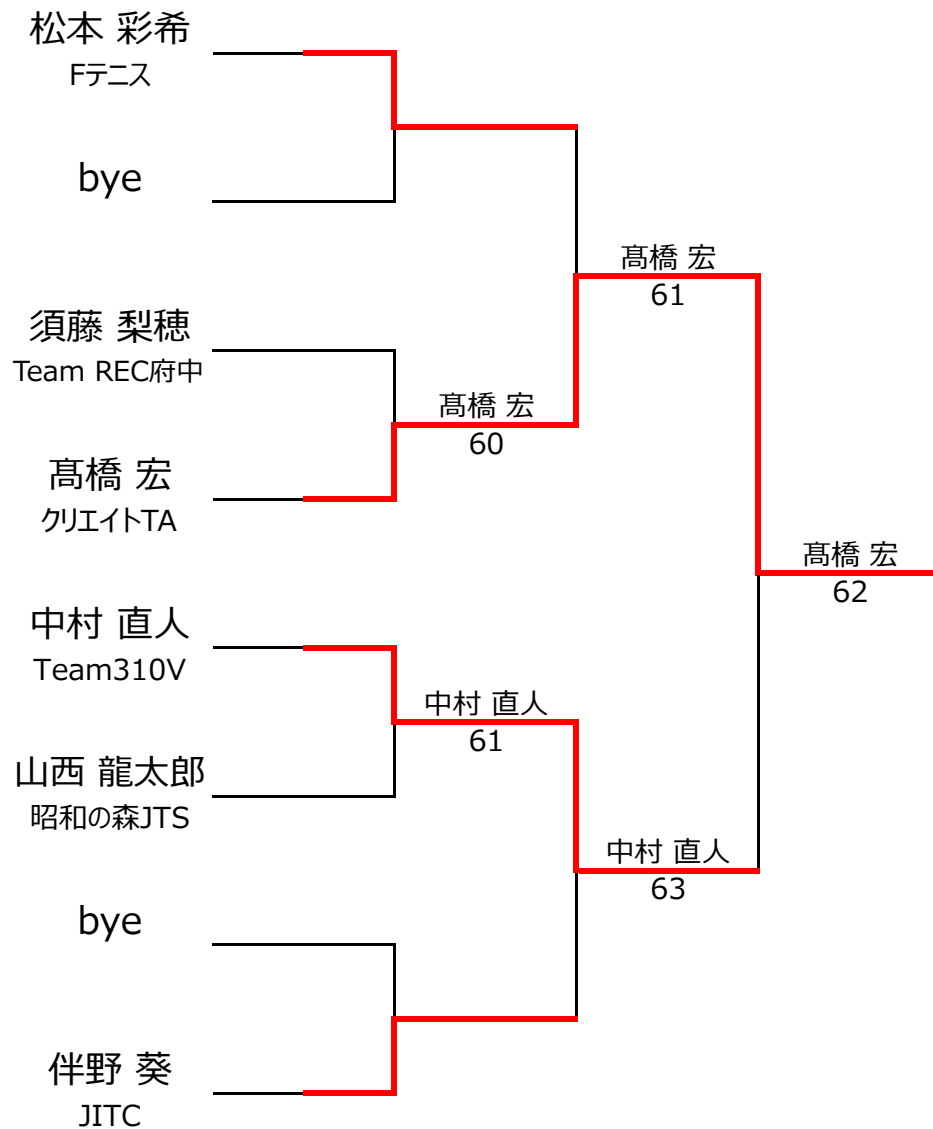 松本 彩希
Fテニス
bye
髙橋 宏
61
須藤 梨穂
Team REC府中
髙橋 宏
60
髙橋 宏
クリエイトTA
髙橋 宏
62
中村 直人
Team310V
中村 直人
61
山西 龍太郎
昭和の森JTS
中村 直人
63
bye
伴野 葵
JITC